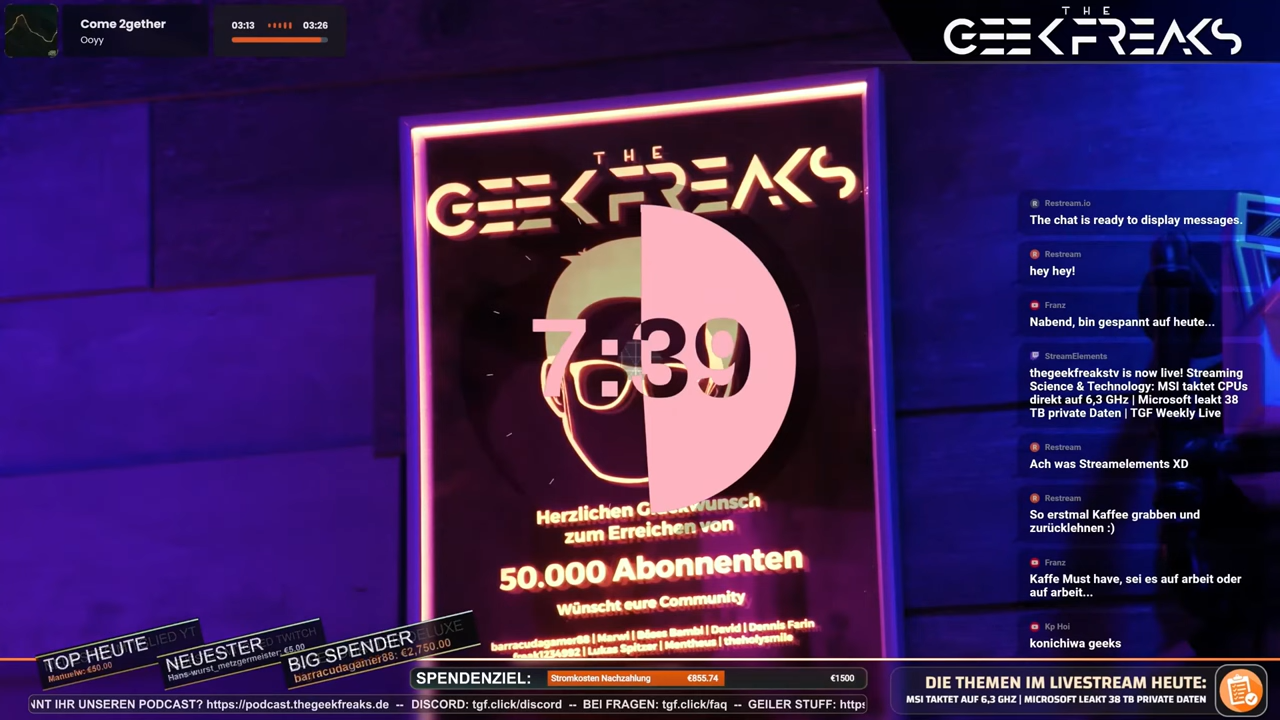 Come 2gether
Ooyy
03:13
03:26
THE
GEEKFREAKS
THE
GEEKFREAKS
7:39
Herzlichen Glückwunsch
zum Erreichen von
50.000 Abonnenten
Wünscht eure Community
barracudagamer88 | Marwi | Böses Bambi | David | Dennis Farin
freak1234992 | Lukas Spitzer | Mentheus | theholysmile
Restream.io
The chat is ready to display messages.
Restream
hey hey!
Franz
Nabend, bin gespannt auf heute...
StreamElements
thegeekfreakstv is now live! Streaming
Science & Technology: MSI taktet CPUs
direkt auf 6,3 GHz | Microsoft leakt 38
TB private Daten | TGF Weekly Live
Restream
Ach was Streamelements XD
Restream
So erstmal Kaffee grabben und
zurücklehnen :)
Franz
Kaffe Must have, sei es auf arbeit oder
auf arbeit...
Kp Hoi
konichiwa geeks
TOP HEUTE
Manuelw: €50.00
NEUESTER
Hans-wurst_metzgermeister: €5.00
BIG SPENDER
barracudagamer88: €2,750.00
SPENDENZIEL:
Stromkosten Nachzahlung
€855.74
€1500
NNT IHR UNSEREN PODCAST? https://podcast.thegeekfreaks.de -- DISCORD: tgf.click/discord -- BEI FRAGEN: tgf.click/faq -- GEILER STUFF: https
DIE THEMEN IM LIVESTREAM HEUTE:
MSI TAKTET AUF 6,3 GHZ | MICROSOFT LEAKT 38 TB PRIVATE DATEN